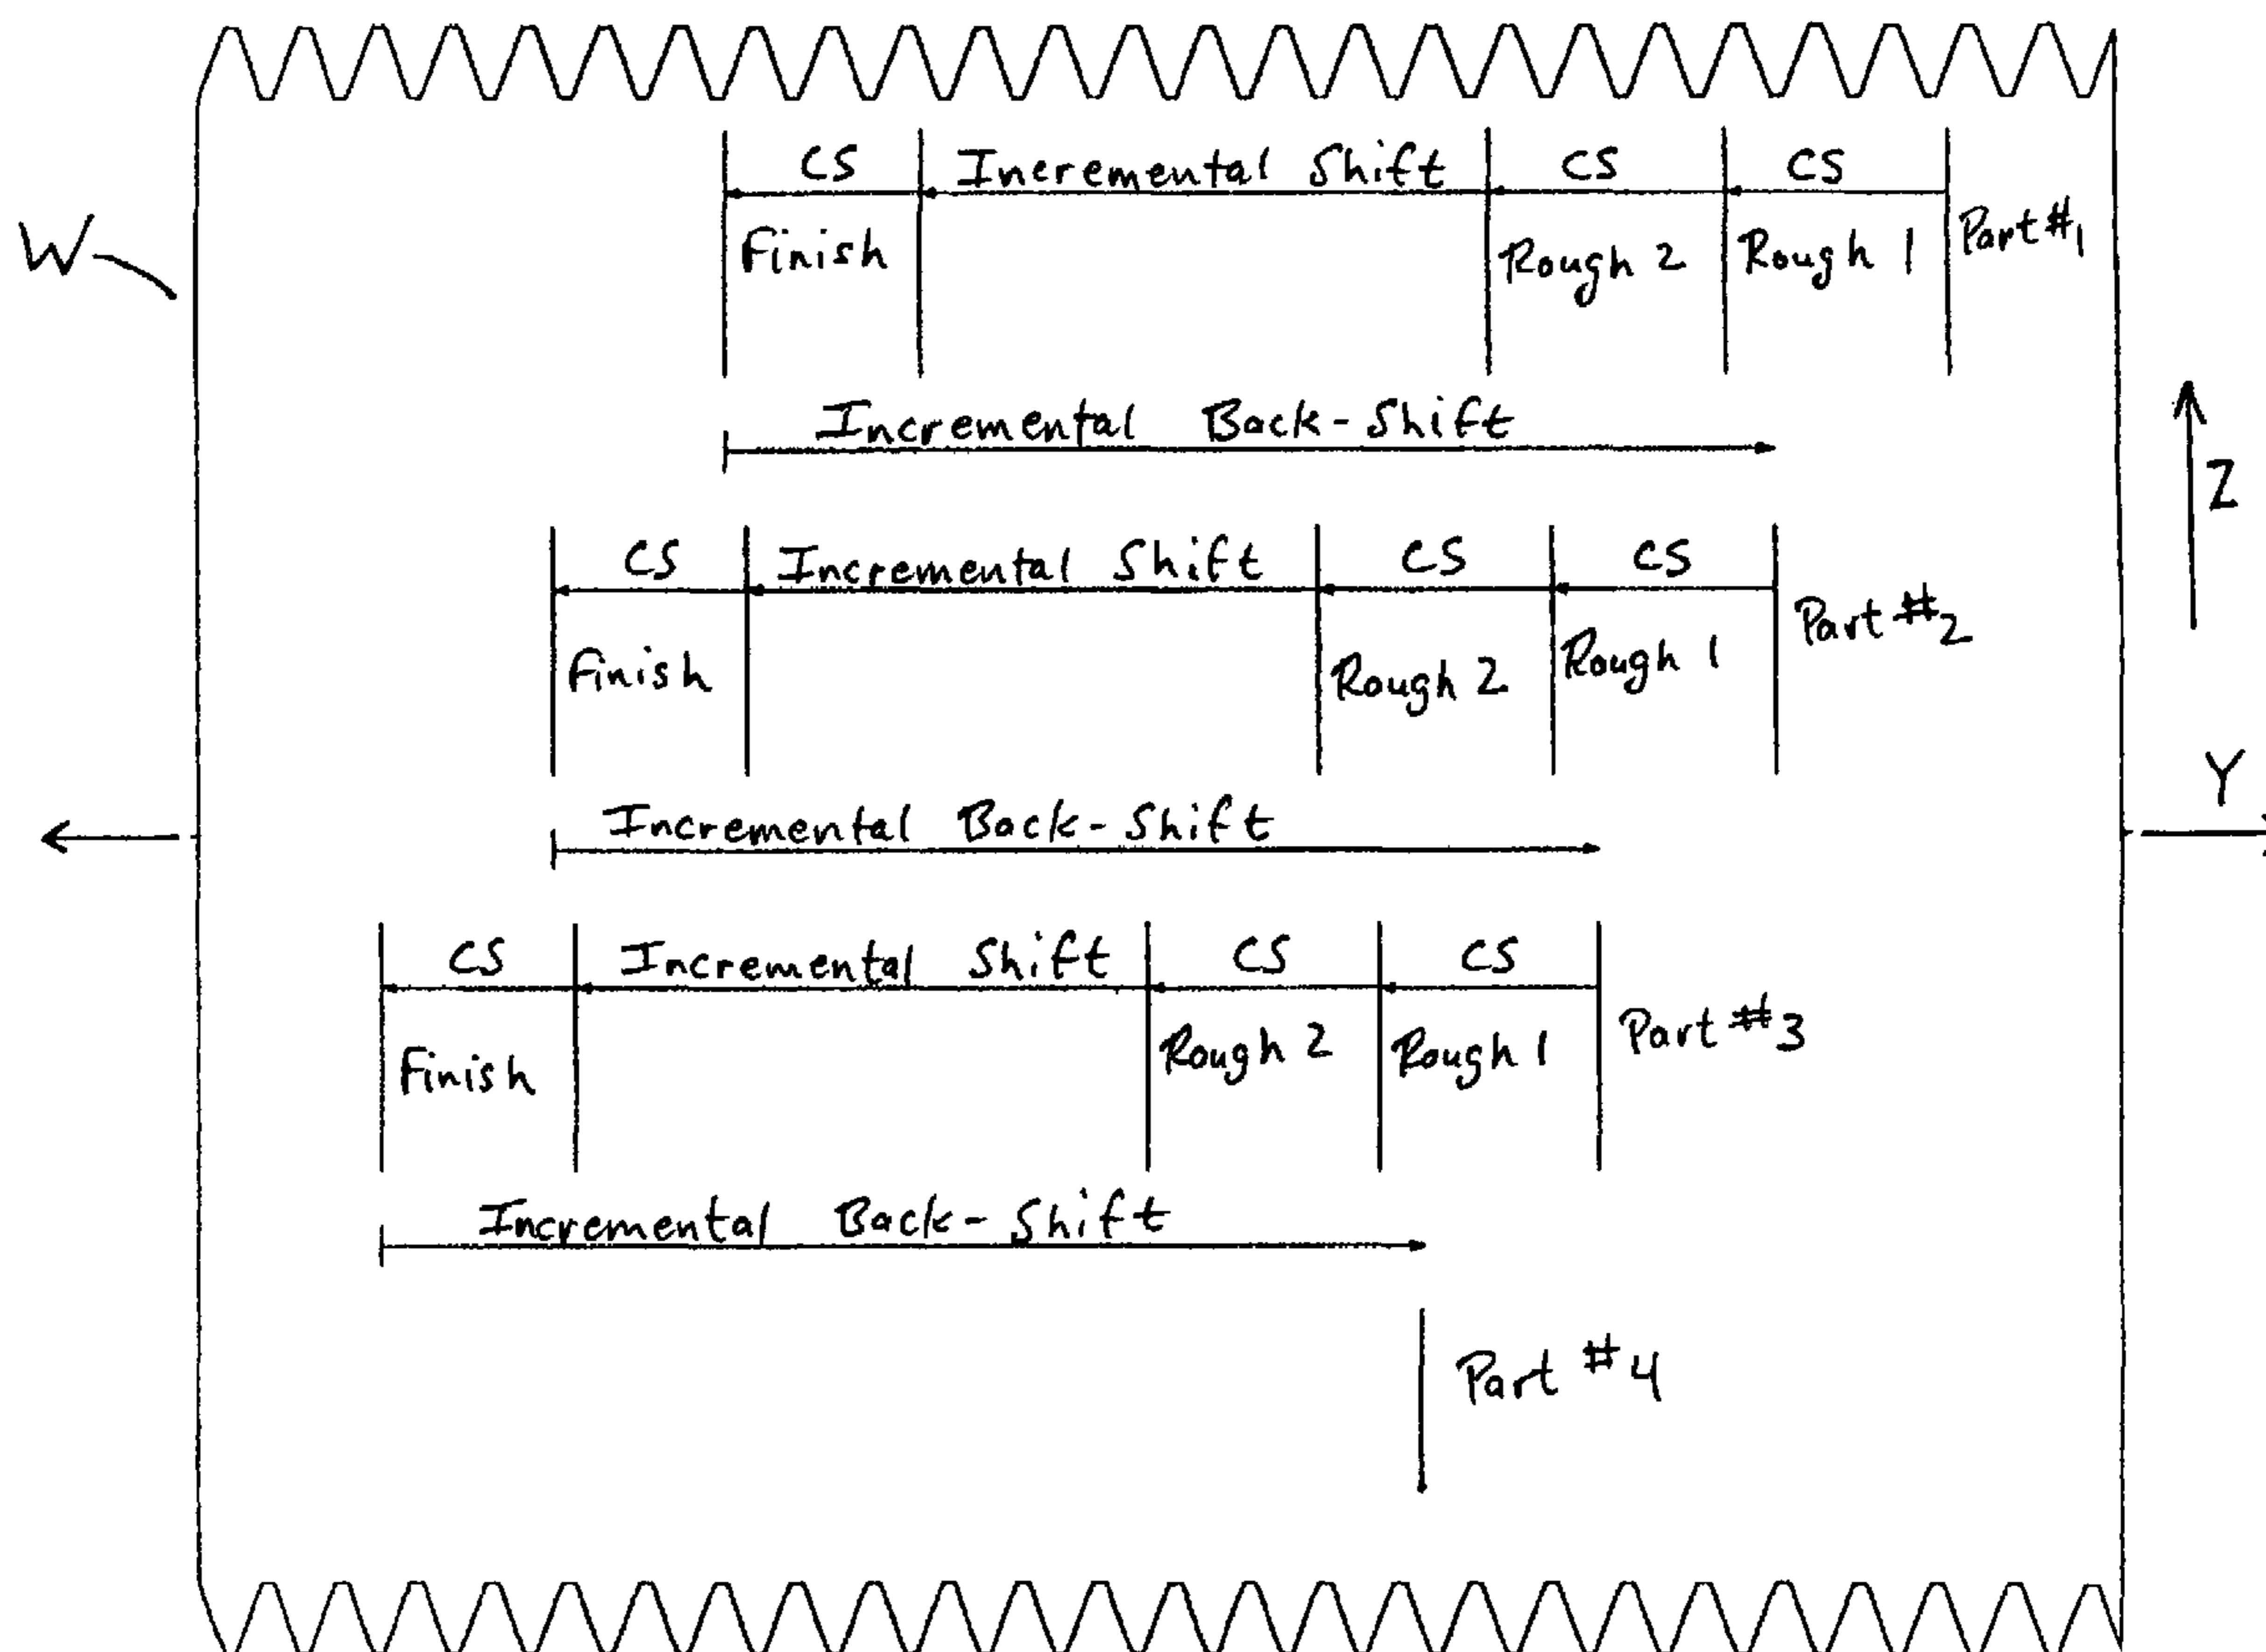 CS Incremental Shift CS CS
W Finish Rough 2 Rough 1 Part #1
Incremental Back-Shift
Z
CS Incremental Shift CS CS
Finish Rough 2 Rough 1 Part #2
Y
Incremental Back-Shift
CS Incremental Shift CS CS
Finish Rough 2 Rough 1 Part #3
Incremental Back-Shift
Part #4